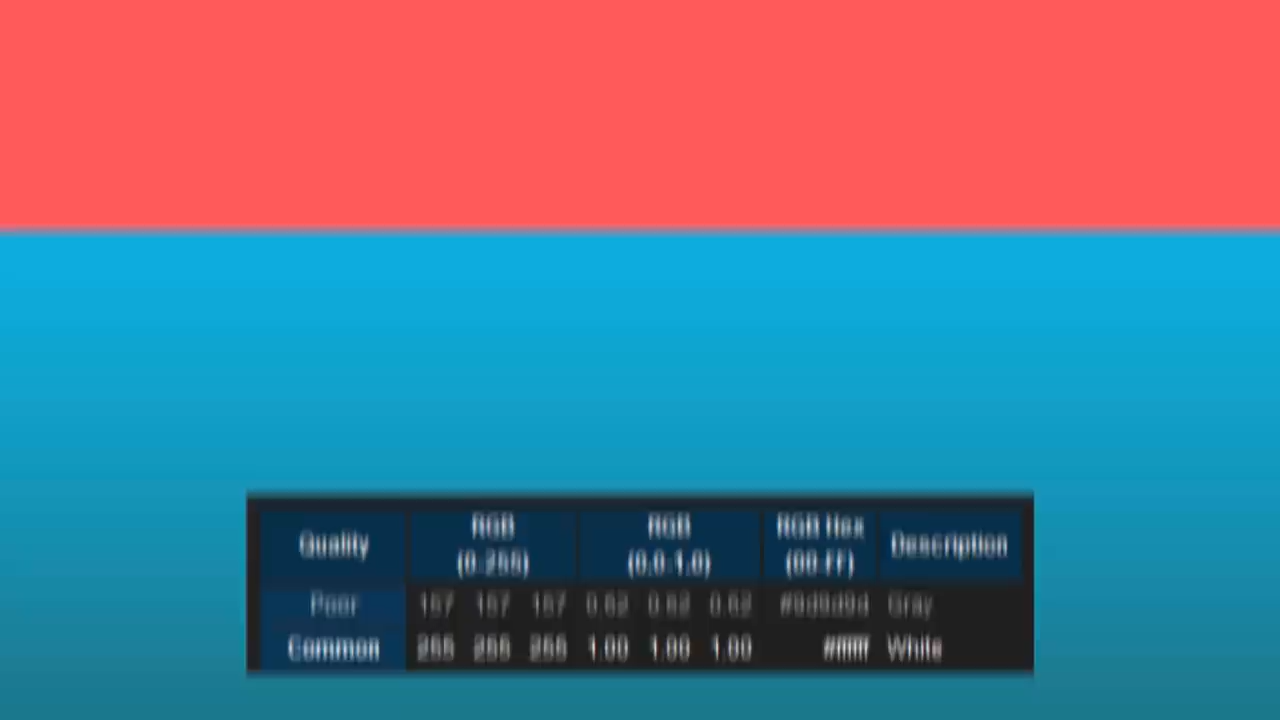 Quality RGB (0-255) RGB (0.0-1.0) RGB Hex (00-FF) Description
Poor 157 157 157 0.62 0.62 0.62 #9d9d9d Gray
Common 255 255 255 1.00 1.00 1.00 #ffffff White